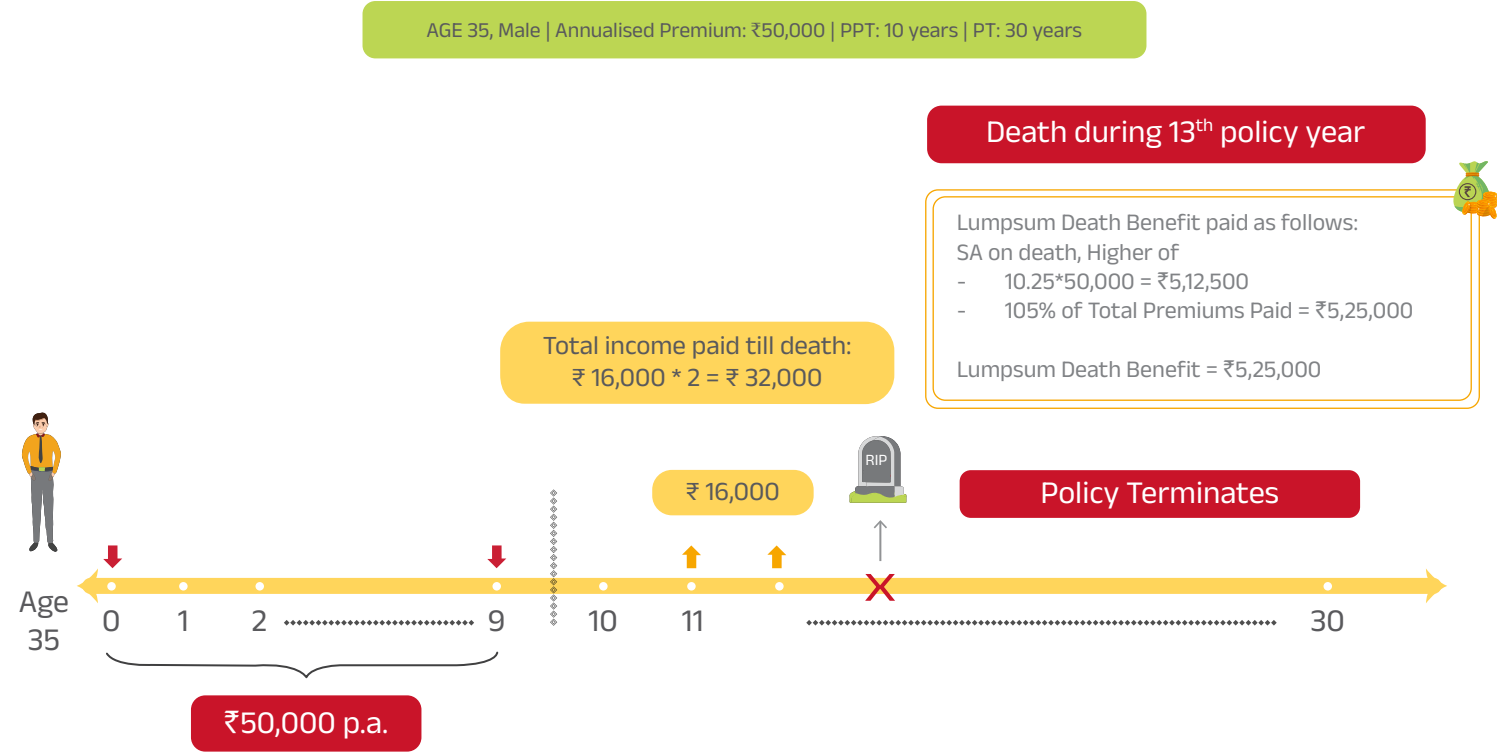 AGE 35, Male | Annualised Premium: ₹50,000 | PPT: 10 years | PT: 30 years
Death during 13th policy year
₹
Lumpsum Death Benefit paid as follows:
SA on death, Higher of
- 10.25*50,000 = ₹5,12,500
- 105% of Total Premiums Paid = ₹5,25,000
Lumpsum Death Benefit = ₹5,25,000
Total income paid till death:
₹ 16,000 * 2 = ₹ 32,000
RIP
₹ 16,000
Policy Terminates
Age
35
0 1 2 9 10 11 30
₹50,000 p.a.